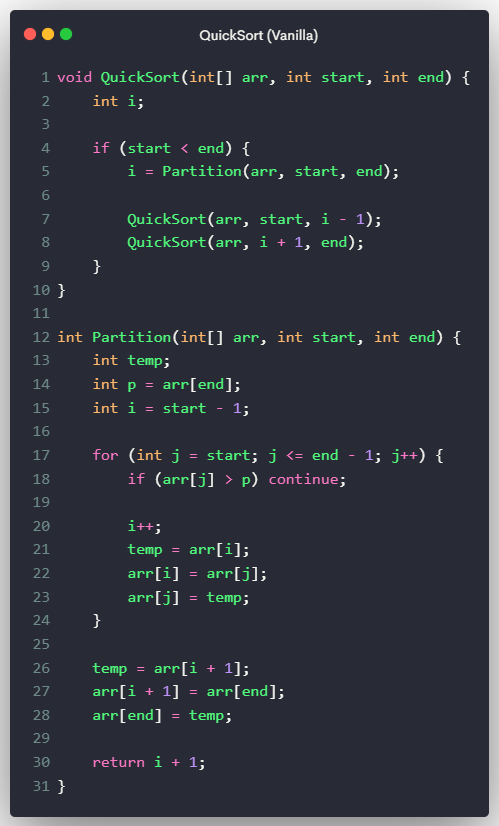 QuickSort (Vanilla)
1 void QuickSort(int[] arr, int start, int end) {
2     int i;
3
4     if (start < end) {
5         i = Partition(arr, start, end);
6
7         QuickSort(arr, start, i - 1);
8         QuickSort(arr, i + 1, end);
9     }
10 }
11
12 int Partition(int[] arr, int start, int end) {
13     int temp;
14     int p = arr[end];
15     int i = start - 1;
16
17     for (int j = start; j <= end - 1; j++) {
18         if (arr[j] > p) continue;
19
20         i++;
21         temp = arr[i];
22         arr[i] = arr[j];
23         arr[j] = temp;
24     }
25
26     temp = arr[i + 1];
27     arr[i + 1] = arr[end];
28     arr[end] = temp;
29
30     return i + 1;
31 }